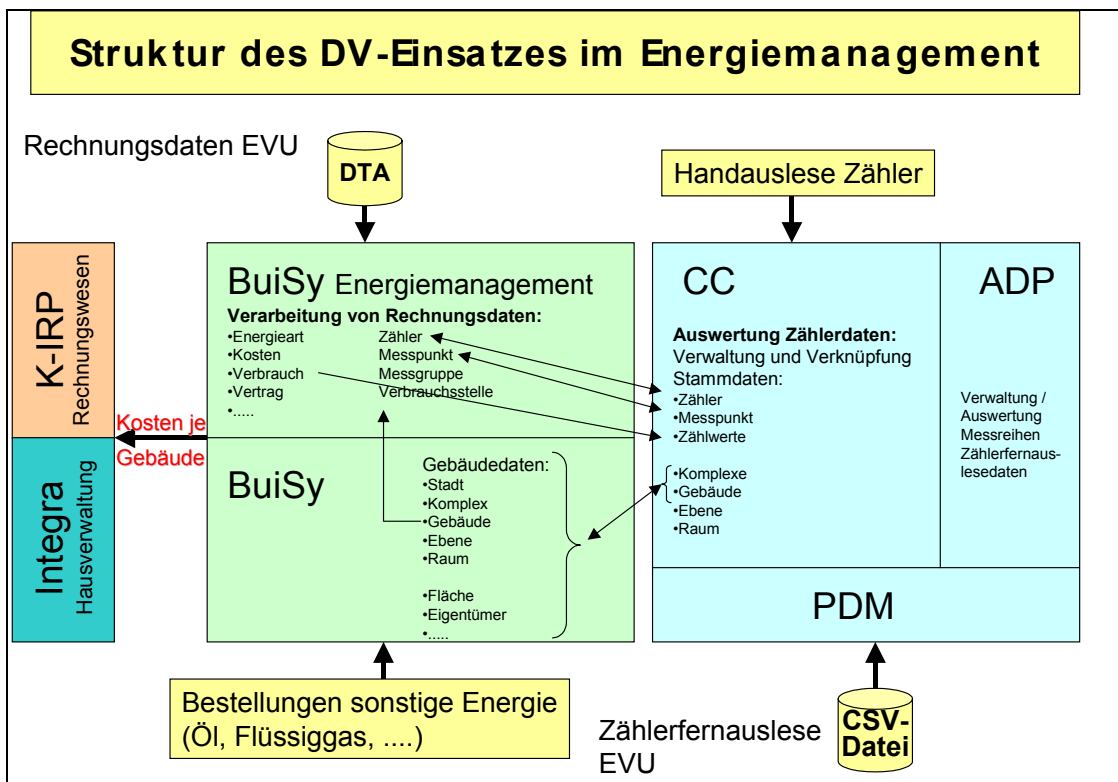 Struktur des DV-Einsatzes im Energiemanagement
Rechnungsdaten EVU
DTA
Handauslese Zähler
K-IRP
Rechnungswesen
Integra
Hausverwaltung
Kosten je
Gebäude
BuiSy Energiemanagement
Verarbeitung von Rechnungsdaten:
•Energieart
•Kosten
•Verbrauch
•Vertrag
•.....
Zähler
Messpunkt
Messgruppe
Verbrauchsstelle
BuiSy
Gebäudedaten:
•Stadt
•Komplex
•Gebäude
•Ebene
•Raum
•Fläche
•Eigentümer
•.....
CC
Auswertung Zählerdaten:
Verwaltung und Verknüpfung
Stammdaten:
•Zähler
•Messpunkt
•Zählwerte
•Komplexe
•Gebäude
•Ebene
•Raum
ADP
Verwaltung /
Auswertung
Messreihen
Zählerfernaus-
lesedaten
PDM
Bestellungen sonstige Energie
(Öl, Flüssiggas, ....)
Zählerfernauslese
EVU
CSV-
Datei